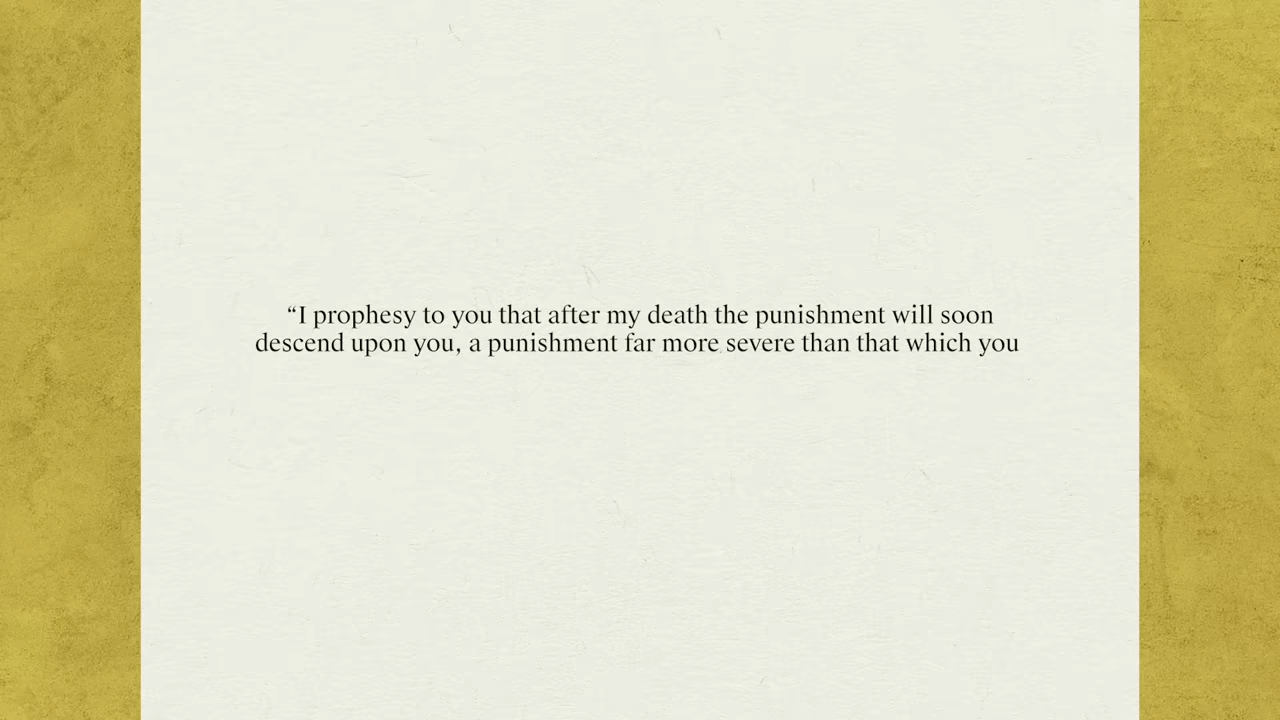 “I prophesy to you that after my death the punishment will soon
descend upon you, a punishment far more severe than that which you